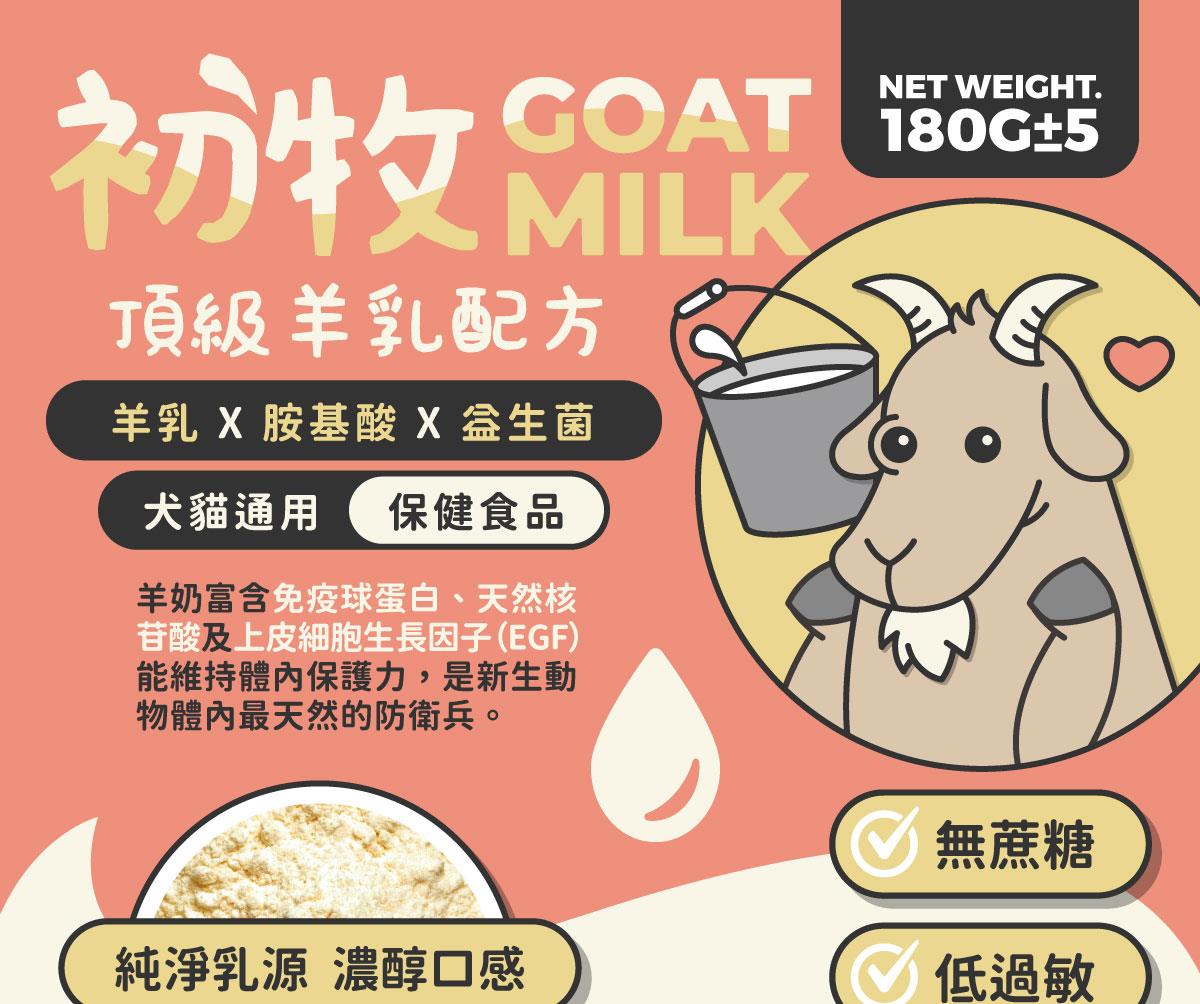 初牧 GOAT MILK
NET WEIGHT.
180G±5
頂級羊乳配方
羊乳 X 胺基酸 X 益生菌
犬貓通用 保健食品
羊奶富含免疫球蛋白、天然核
苷酸及上皮細胞生長因子(EGF)
能維持體內保護力，是新生動
物體內最天然的防衛兵。
無蔗糖
純淨乳源 濃醇口感
低過敏